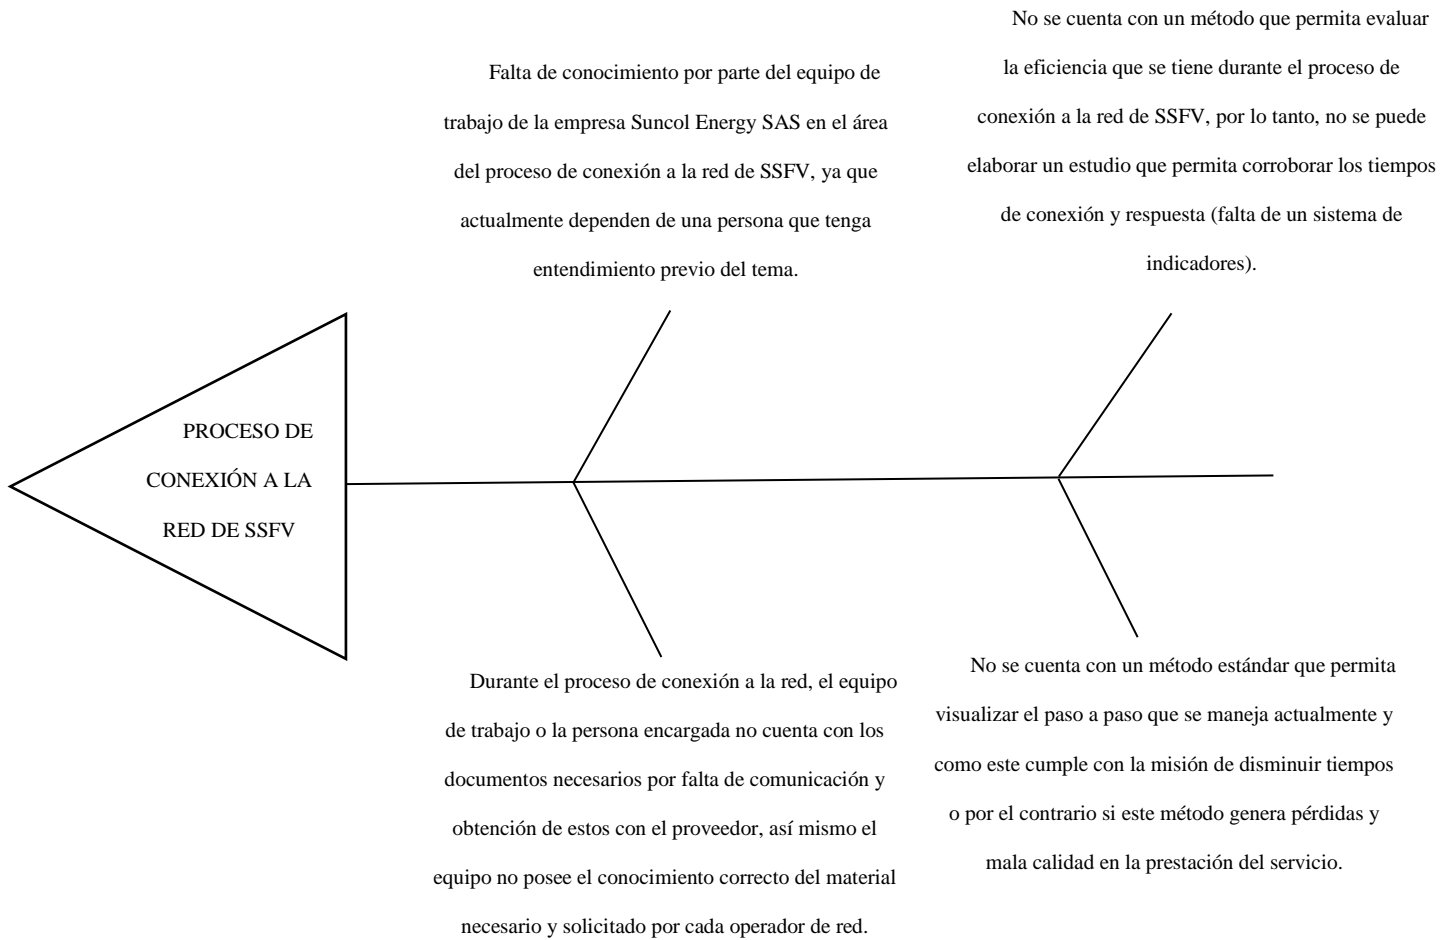 No se cuenta con un método que permita evaluar
la eficiencia que se tiene durante el proceso de
conexión a la red de SSFV, por lo tanto, no se puede
elaborar un estudio que permita corroborar los tiempos
de conexión y respuesta (falta de un sistema de
indicadores).
Falta de conocimiento por parte del equipo de
trabajo de la empresa Suncol Energy SAS en el área
del proceso de conexión a la red de SSFV, ya que
actualmente dependen de una persona que tenga
entendimiento previo del tema.
PROCESO DE
CONEXIÓN A LA
RED DE SSFV
Durante el proceso de conexión a la red, el equipo
de trabajo o la persona encargada no cuenta con los
documentos necesarios por falta de comunicación y
obtención de estos con el proveedor, así mismo el
equipo no posee el conocimiento correcto del material
necesario y solicitado por cada operador de red.
No se cuenta con un método estándar que permita
visualizar el paso a paso que se maneja actualmente y
como este cumple con la misión de disminuir tiempos
o por el contrario si este método genera pérdidas y
mala calidad en la prestación del servicio.